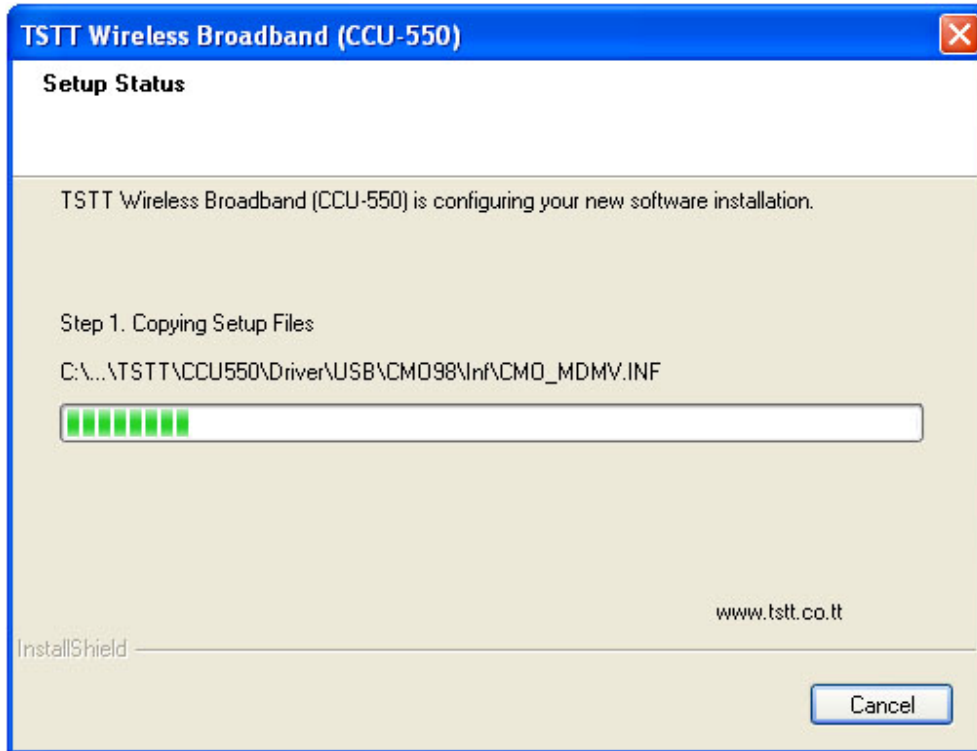 TSTT Wireless Broadband (CCU-550)
Setup Status
TSTT Wireless Broadband (CCU-550) is configuring your new software installation.
Step 1. Copying Setup Files
C:\...\TSTT\CCU550\Driver\USB\CMO98\Inf\CMO_MDMV.INF
www.tstt.co.tt
InstallShield
Cancel